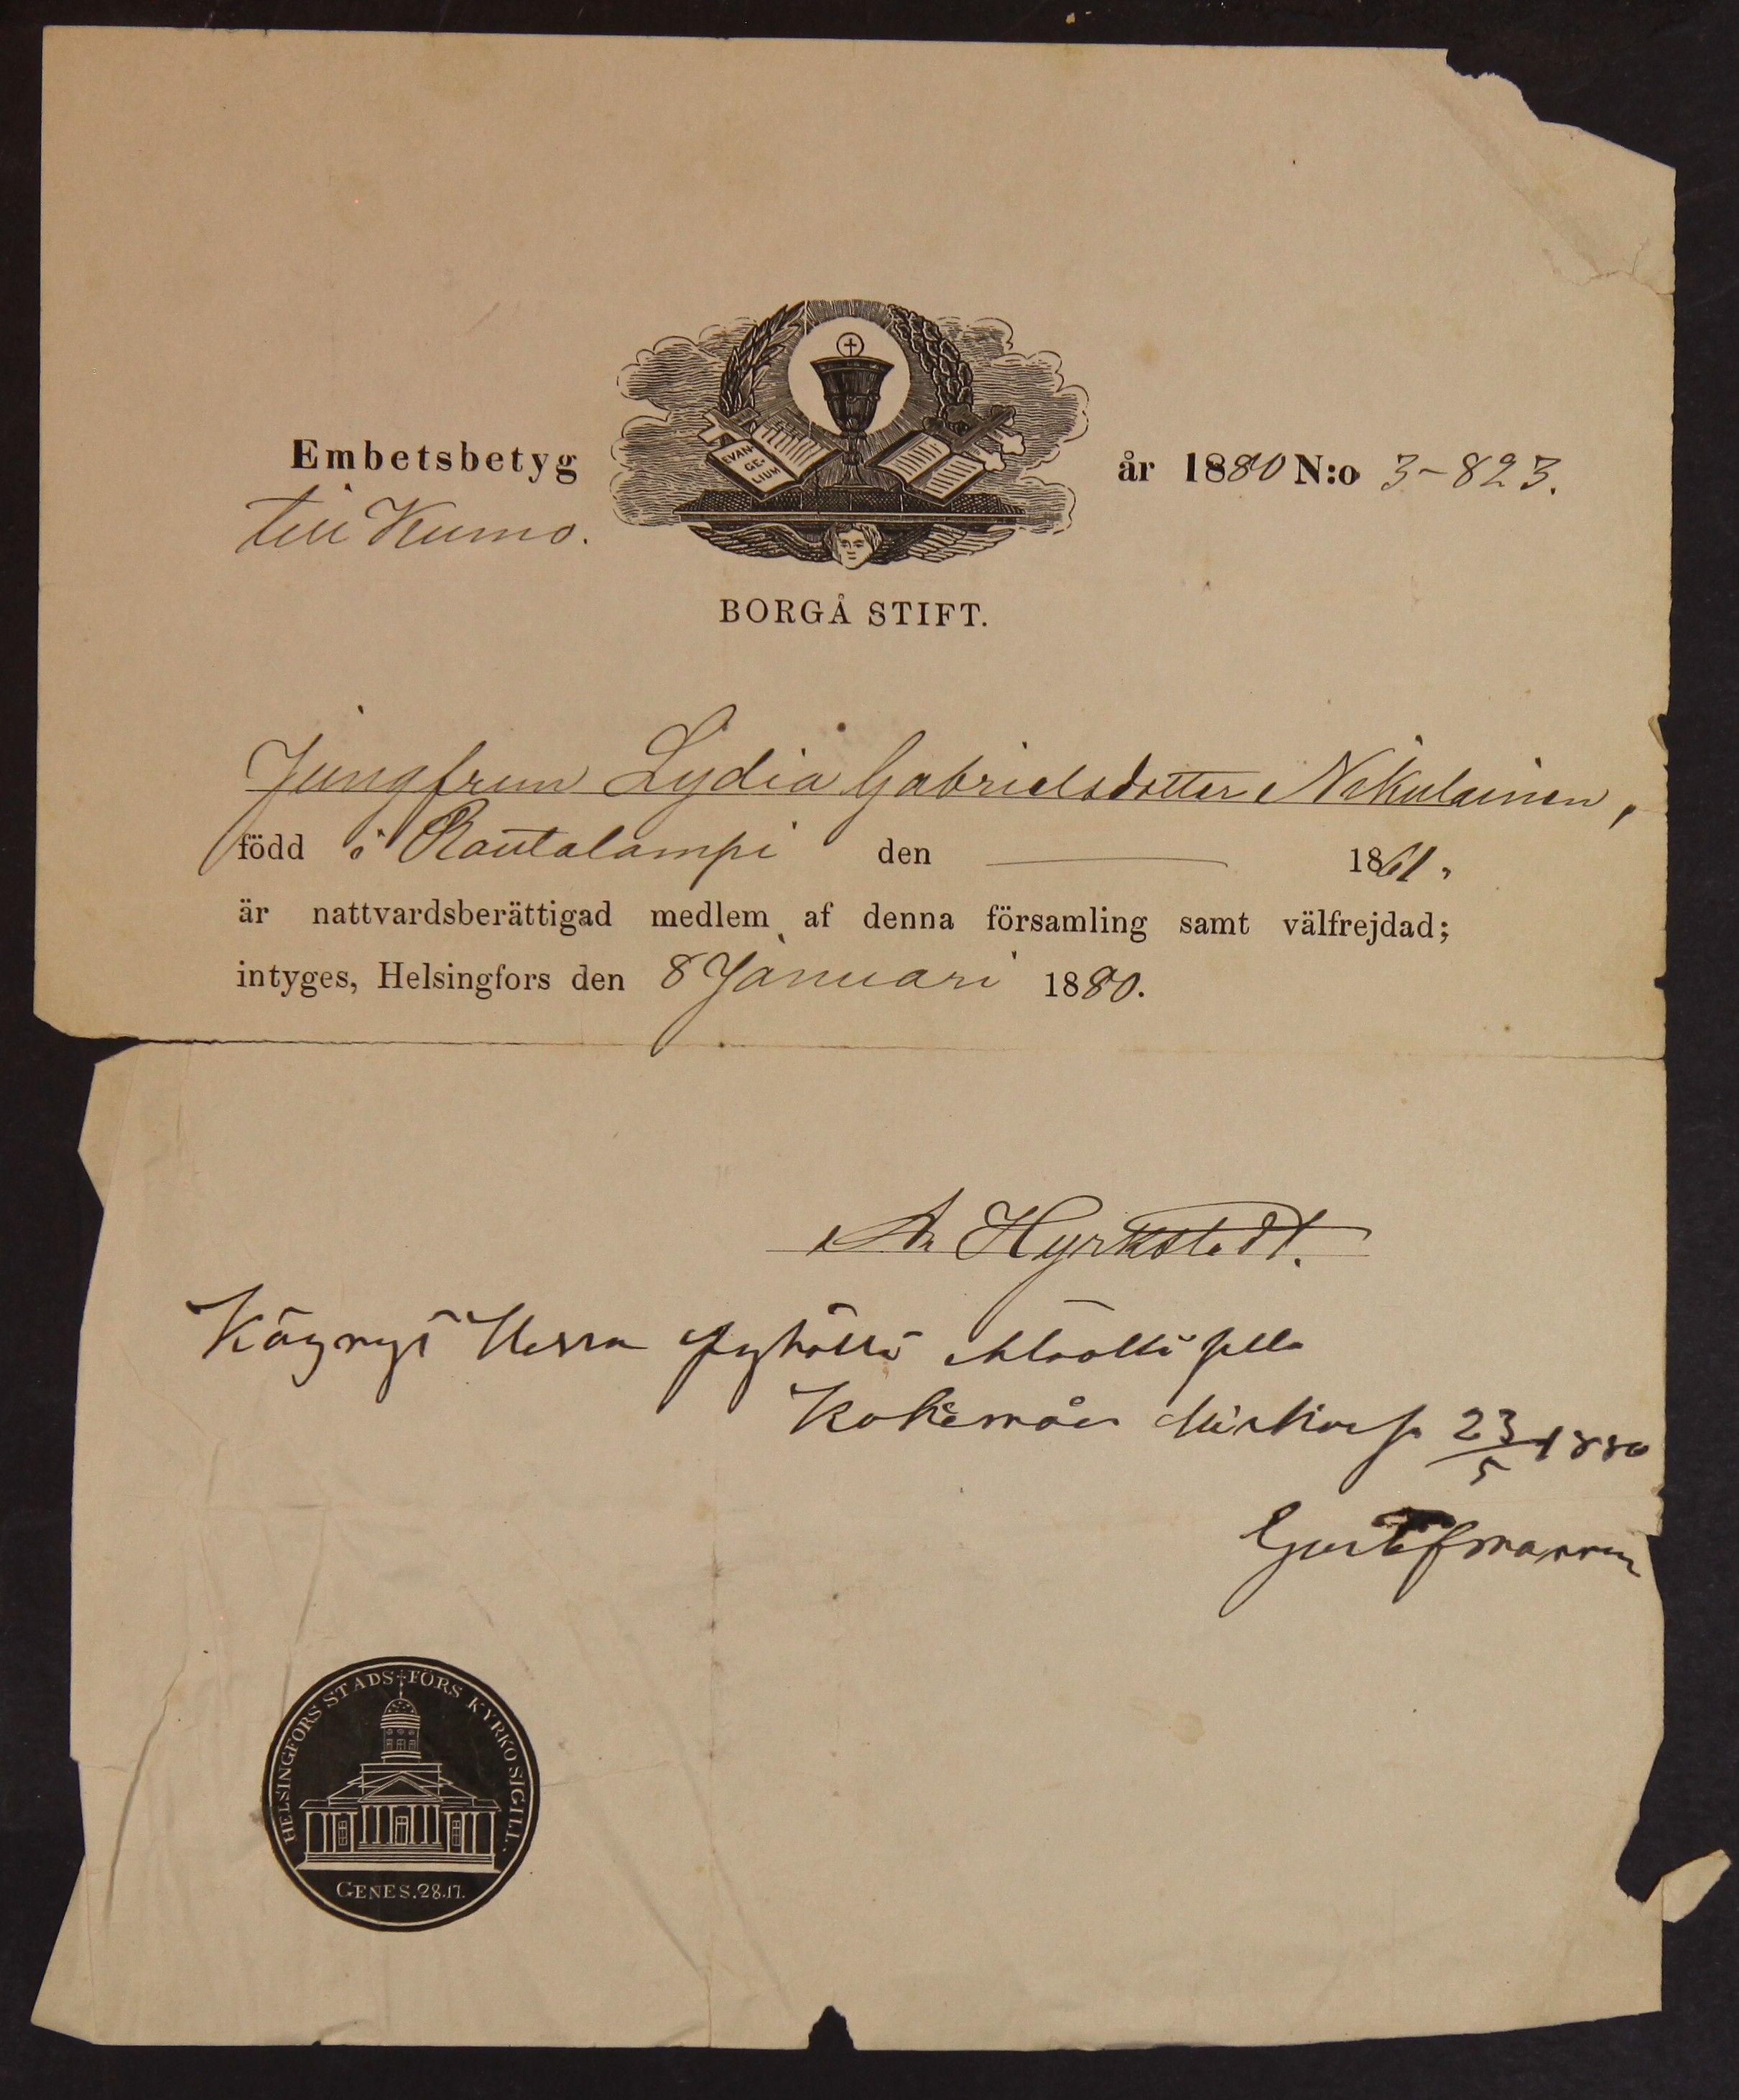 Embetsbetyg
år 1880 N:o 3-823.
till Kumo.
EVAN-
GE-
LIUM
BORGÅ STIFT.
Jungfrun Lydia Gabrielsdotter Nikulainen,
född i Rautalampi den 1861,
är nattvardsberättigad medlem af denna församling samt välfrejdad;
intyges, Helsingfors den 8 Januari 1880.
A. Hyrkstedt.
Käynyt Herran pyhällä
Kokemäen kirkossa 23/5 1880
HELSINGFORS STADS FÖRS KYRKO SIGILL.
GENES. 28.17.